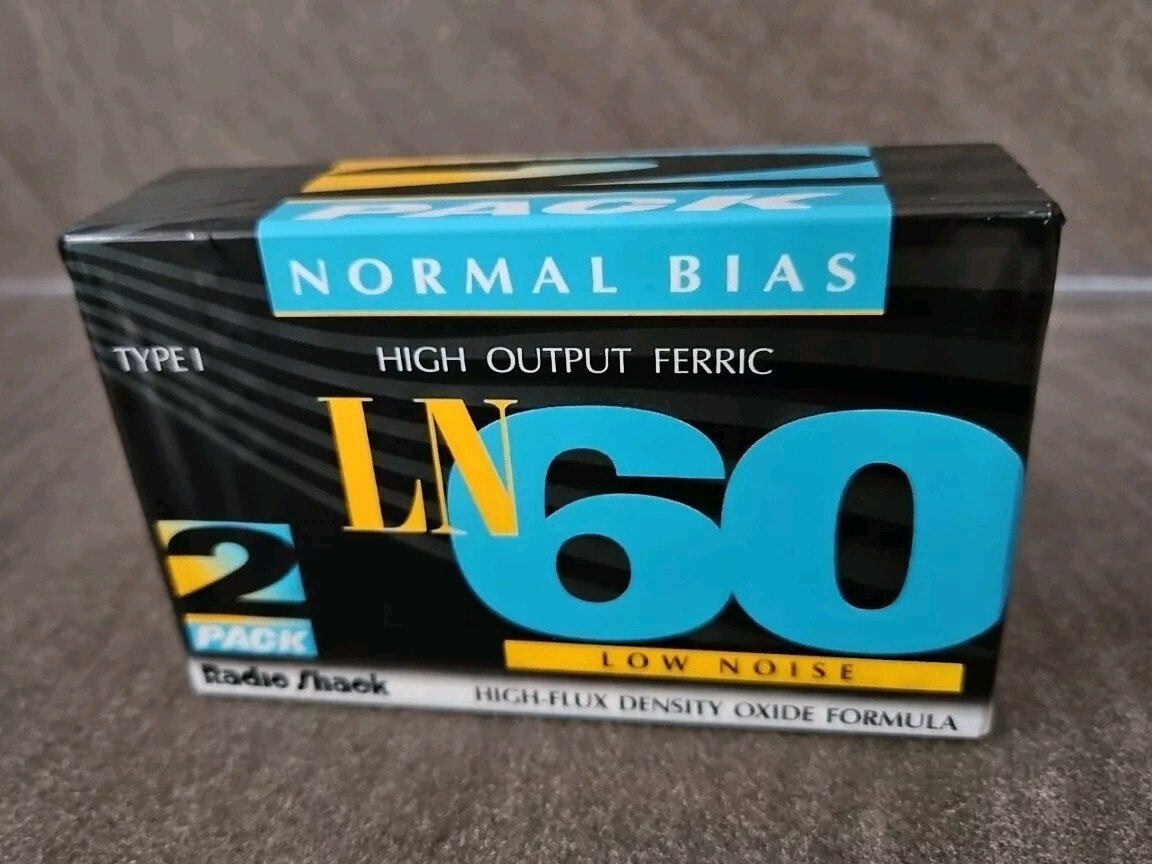 2
PACK
NORMAL BIAS
TYPE I
HIGH OUTPUT FERRIC
LN60
2
PACK
LOW NOISE
Radio Shack
HIGH-FLUX DENSITY OXIDE FORMULA